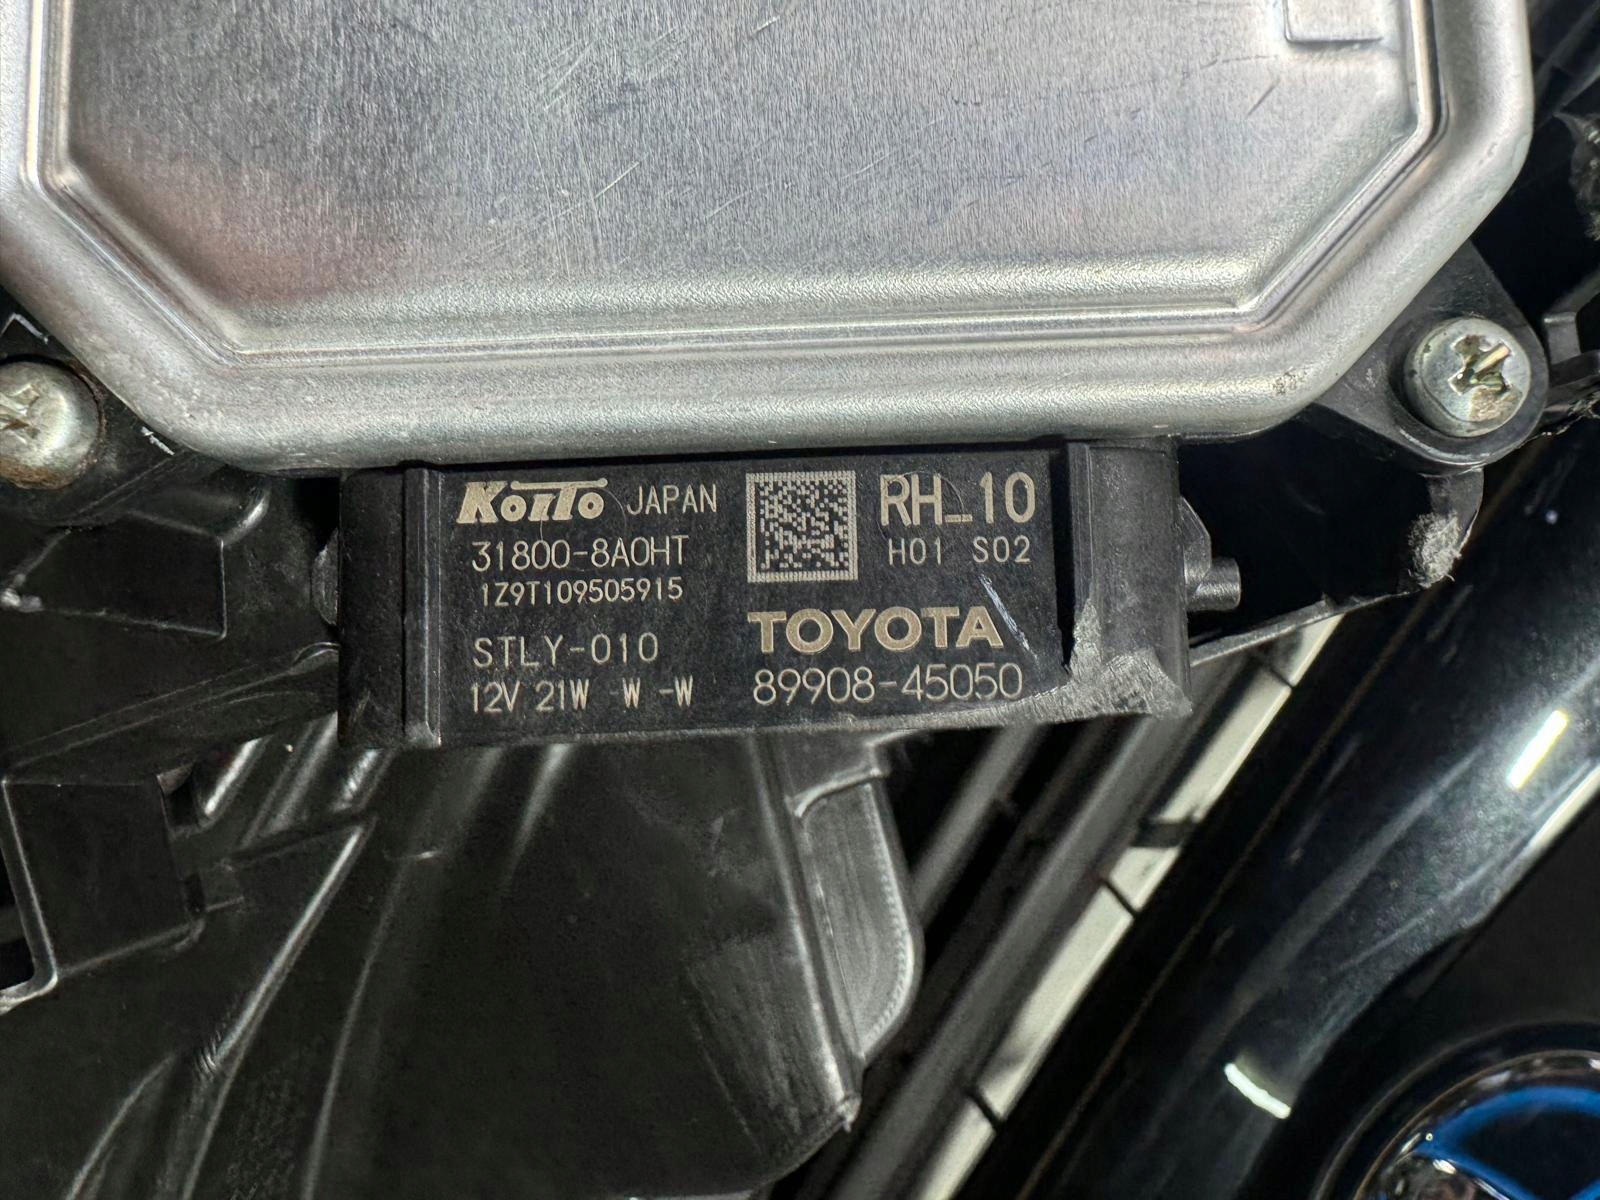 KOITO JAPAN
31800-8A0HT
1Z9T109505915
STLY-010
12V 21W -W -W
RH_10
H01 S02
TOYOTA
89908-45050